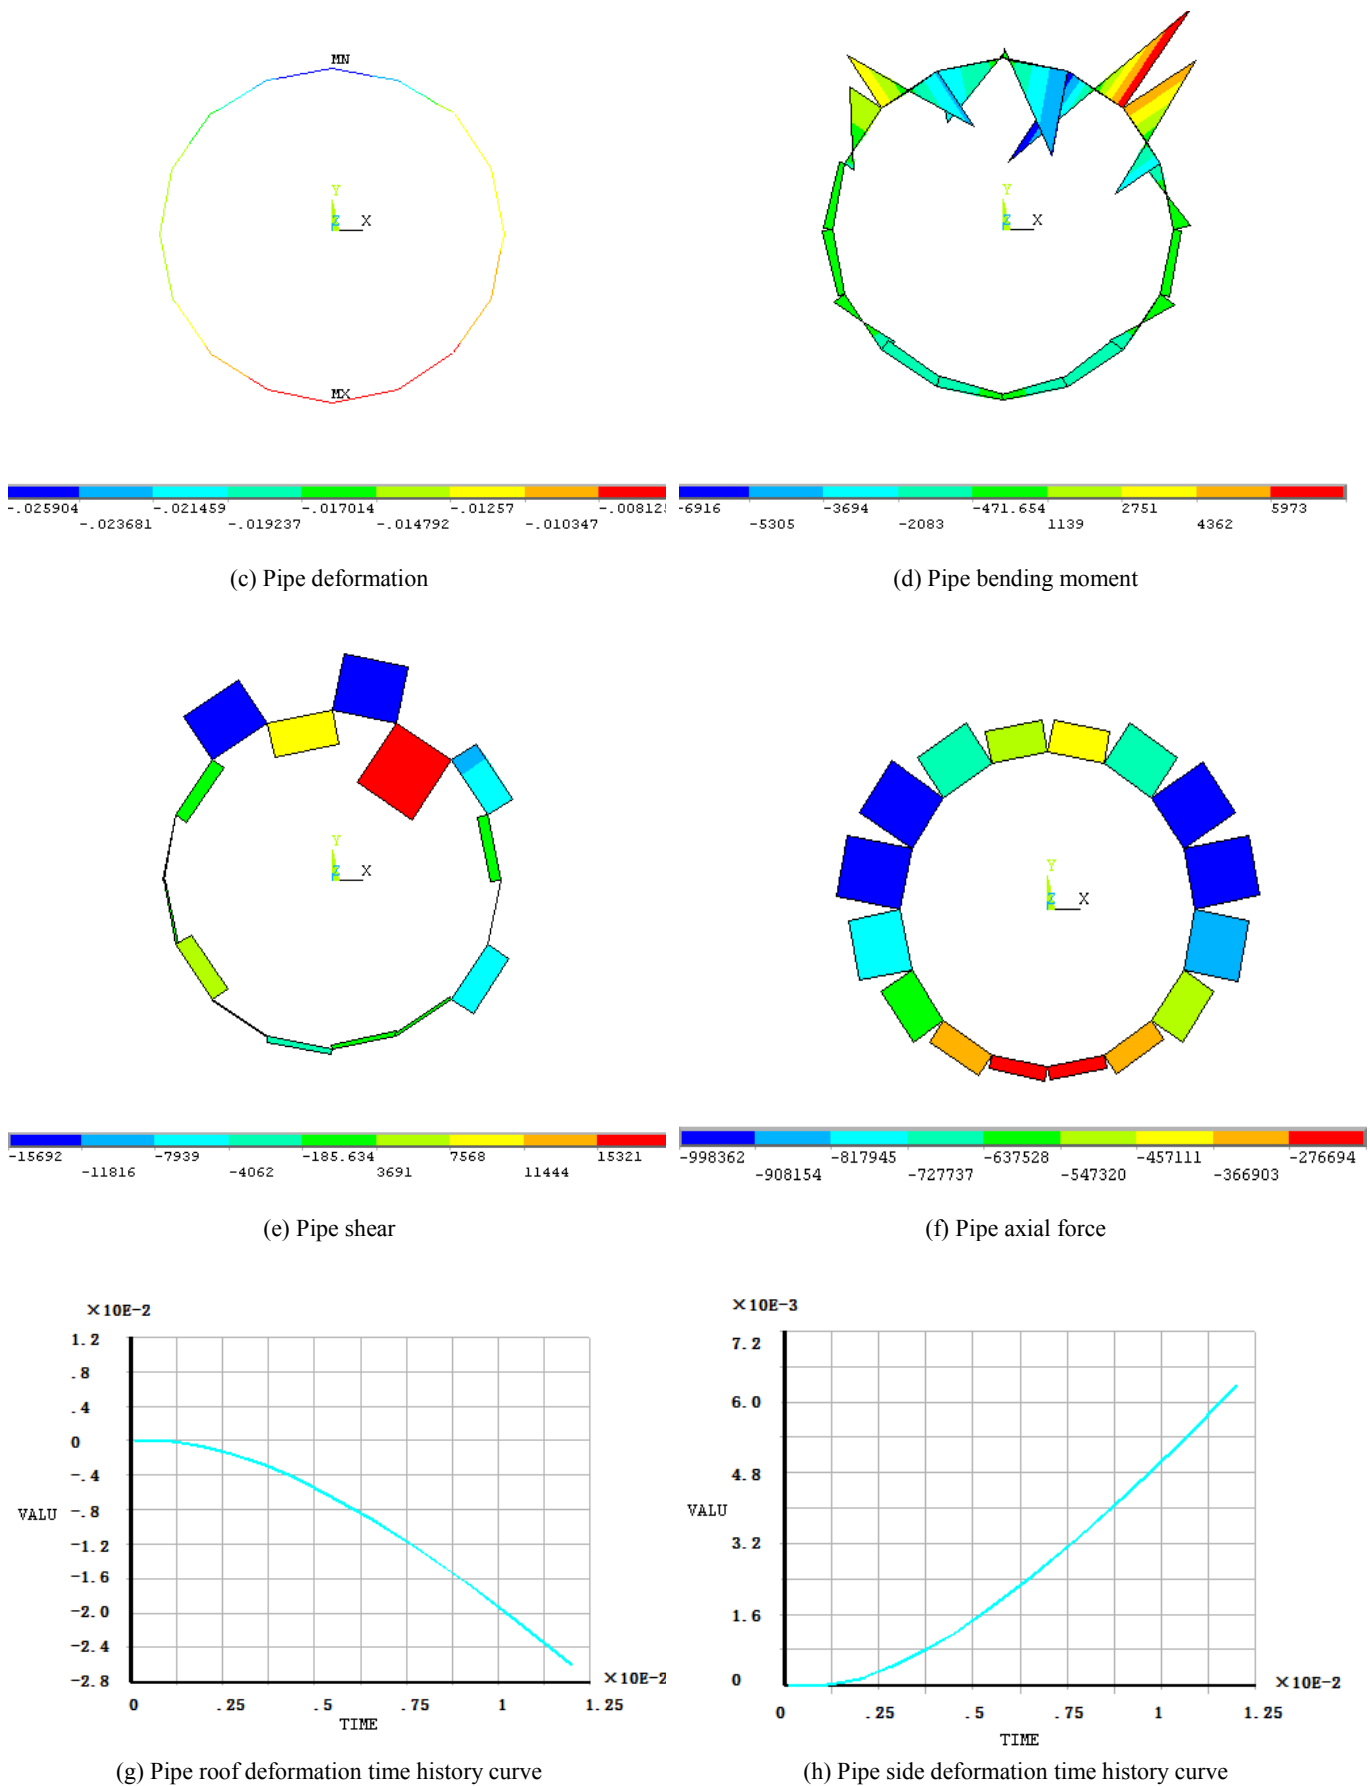 MN
Y
Z X
MX
Y
Z X
-.025904 -.021459 -.017014 -.01257 -.008125
-.023681 -.019237 -.014792 -.010347
-6916 -3694 -471.654 2751 5973
-5305 -2083 1139 4362
(c) Pipe deformation
(d) Pipe bending moment
Y
Z X
Y
Z X
-15692 -7939 -185.634 7568 15321
-11816 -4062 3691 11444
-998362 -817945 -637528 -457111 -276694
-908154 -727737 -547320 -366903
(e) Pipe shear
(f) Pipe axial force
×10E-2
1.2
.8
.4
0
-.4
VALU -.8
-1.2
-1.6
-2.0
-2.4
-2.8
×10E-2
0 .25 .5 .75 1 1.25
TIME
×10E-3
7.2
6.0
4.8
VALU
3.2
1.6
0
×10E-2
0 .25 .5 .75 1 1.25
TIME
(g) Pipe roof deformation time history curve
(h) Pipe side deformation time history curve